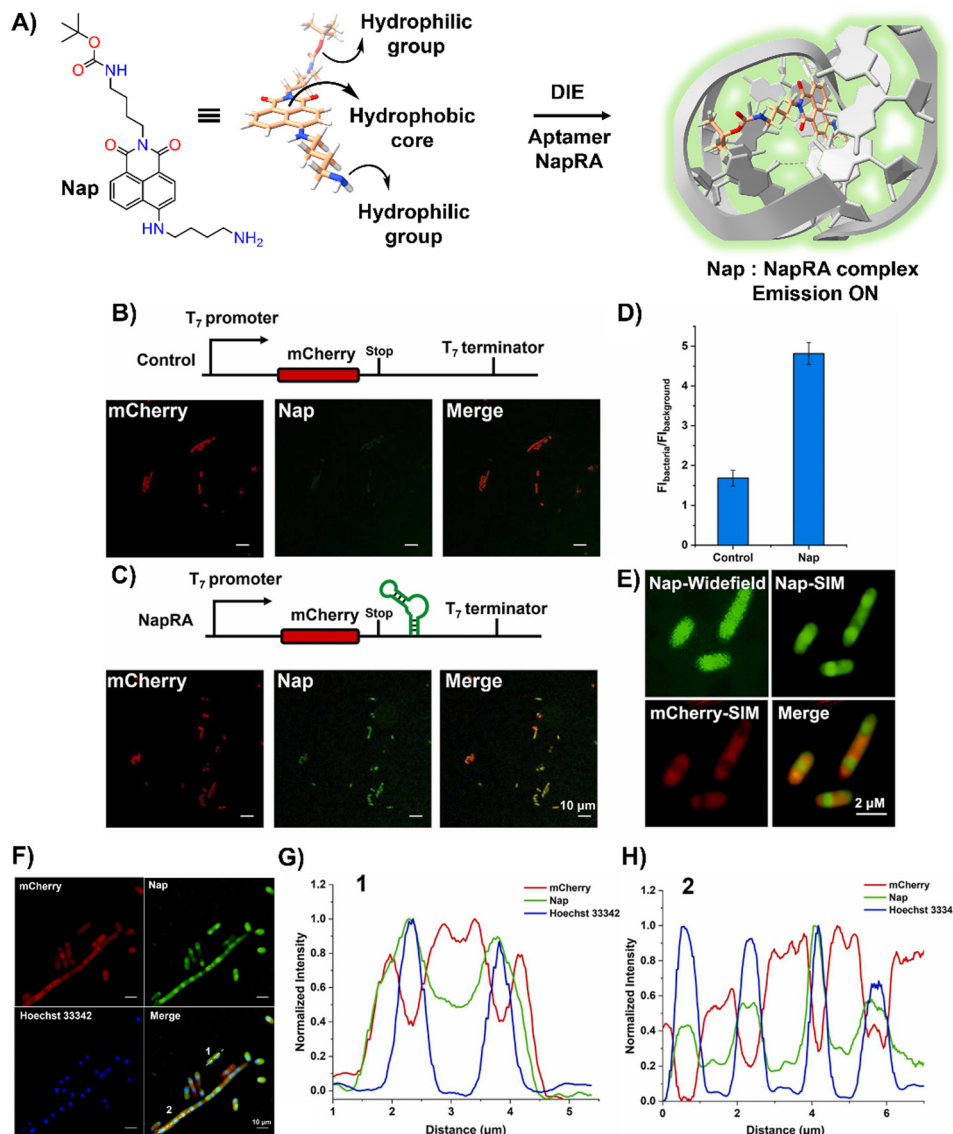 A)
O
O
NH
O
N
O
Nap
HN
NH2
≡
Hydrophilic
group
Hydrophobic
core
Hydrophilic
group
DIE
Aptamer
NapRA
Nap : NapRA complex
Emission ON
B)
T7 promoter
Control
mCherry
Stop
T7 terminator
mCherry
Nap
Merge
C)
T7 promoter
NapRA
mCherry
Stop
T7 terminator
mCherry
Nap
Merge
10 µm
D)
FIbacteria/FIbackground
5
4
3
2
1
0
Control
Nap
E)
Nap-Widefield
Nap-SIM
mCherry-SIM
Merge
2 µM
F)
mCherry
Nap
Hoechst 33342
Merge
1
2
10 µm
G)
1
mCherry
Nap
Hoechst 33342
Normalized Intensity
1.2
1.0
0.8
0.6
0.4
0.2
0.0
1 2 3 4 5
Distance (µm)
H)
2
mCherry
Nap
Hoechst 3334
Normalized Intensity
1.2
1.0
0.8
0.6
0.4
0.2
0.0
0 2 4 6
Distance (µm)